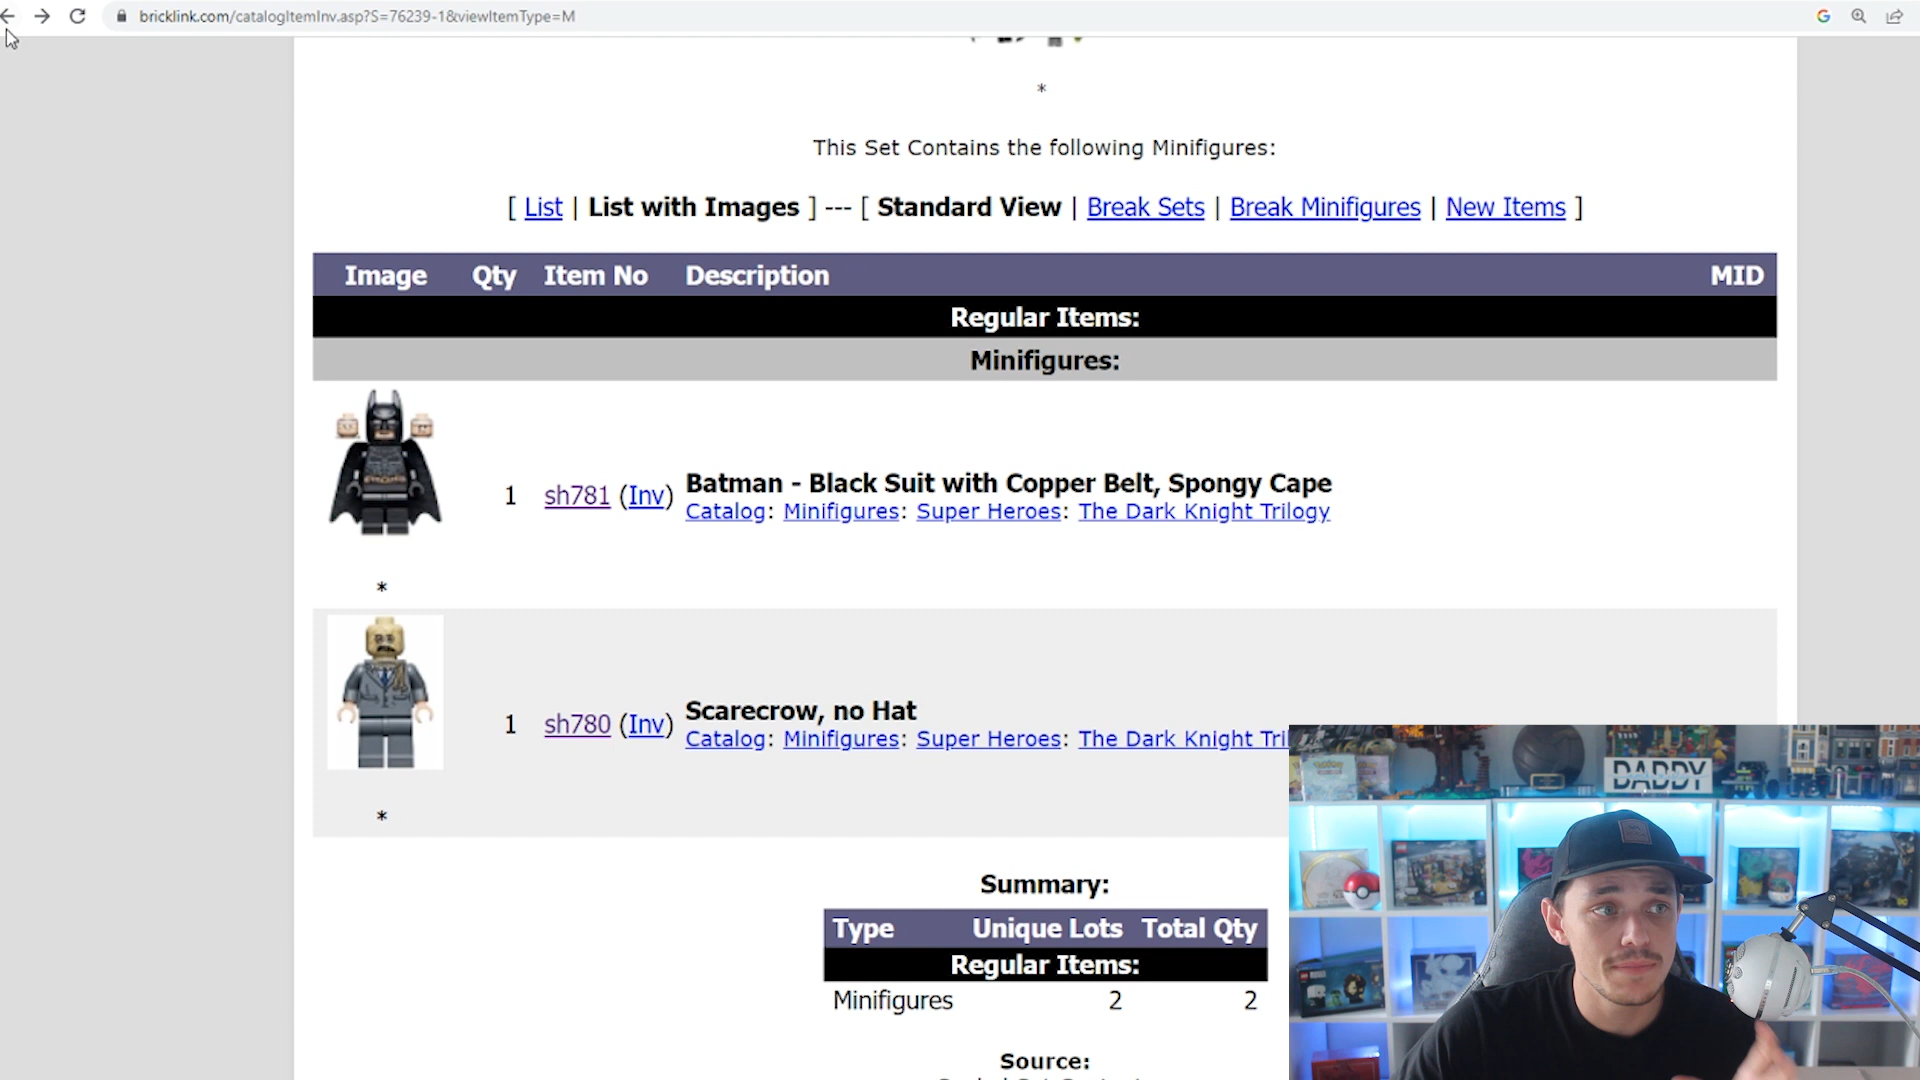 bricklink.com/catalogItemInv.asp?S=76239-1&viewItemType=M
*
This Set Contains the following Minifigures:
[ List | List with Images ] --- [ Standard View | Break Sets | Break Minifigures | New Items ]
Image Qty Item No Description MID
Regular Items:
Minifigures:
1 sh781 (Inv) Batman - Black Suit with Copper Belt, Spongy Cape
Catalog: Minifigures: Super Heroes: The Dark Knight Trilogy
*
1 sh780 (Inv) Scarecrow, no Hat
Catalog: Minifigures: Super Heroes: The Dark Knight Tri
*
DADDY
Summary:
Type Unique Lots Total Qty
Regular Items:
Minifigures 2 2
Source: